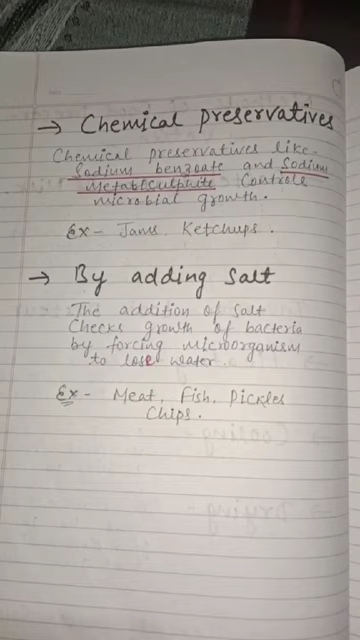 → Chemical preservatives
Chemical preservatives like
Sodium benzoate and Sodium
Metabisulphite Controls
microbial growth.
Ex- Jams, Ketchups.
→ By adding Salt
The addition of Salt
Checks growth of bacteria
by forcing microorganism
to lose water.
Ex- Meat, Fish, Pickles
Chips.
Cooling -
Drying -